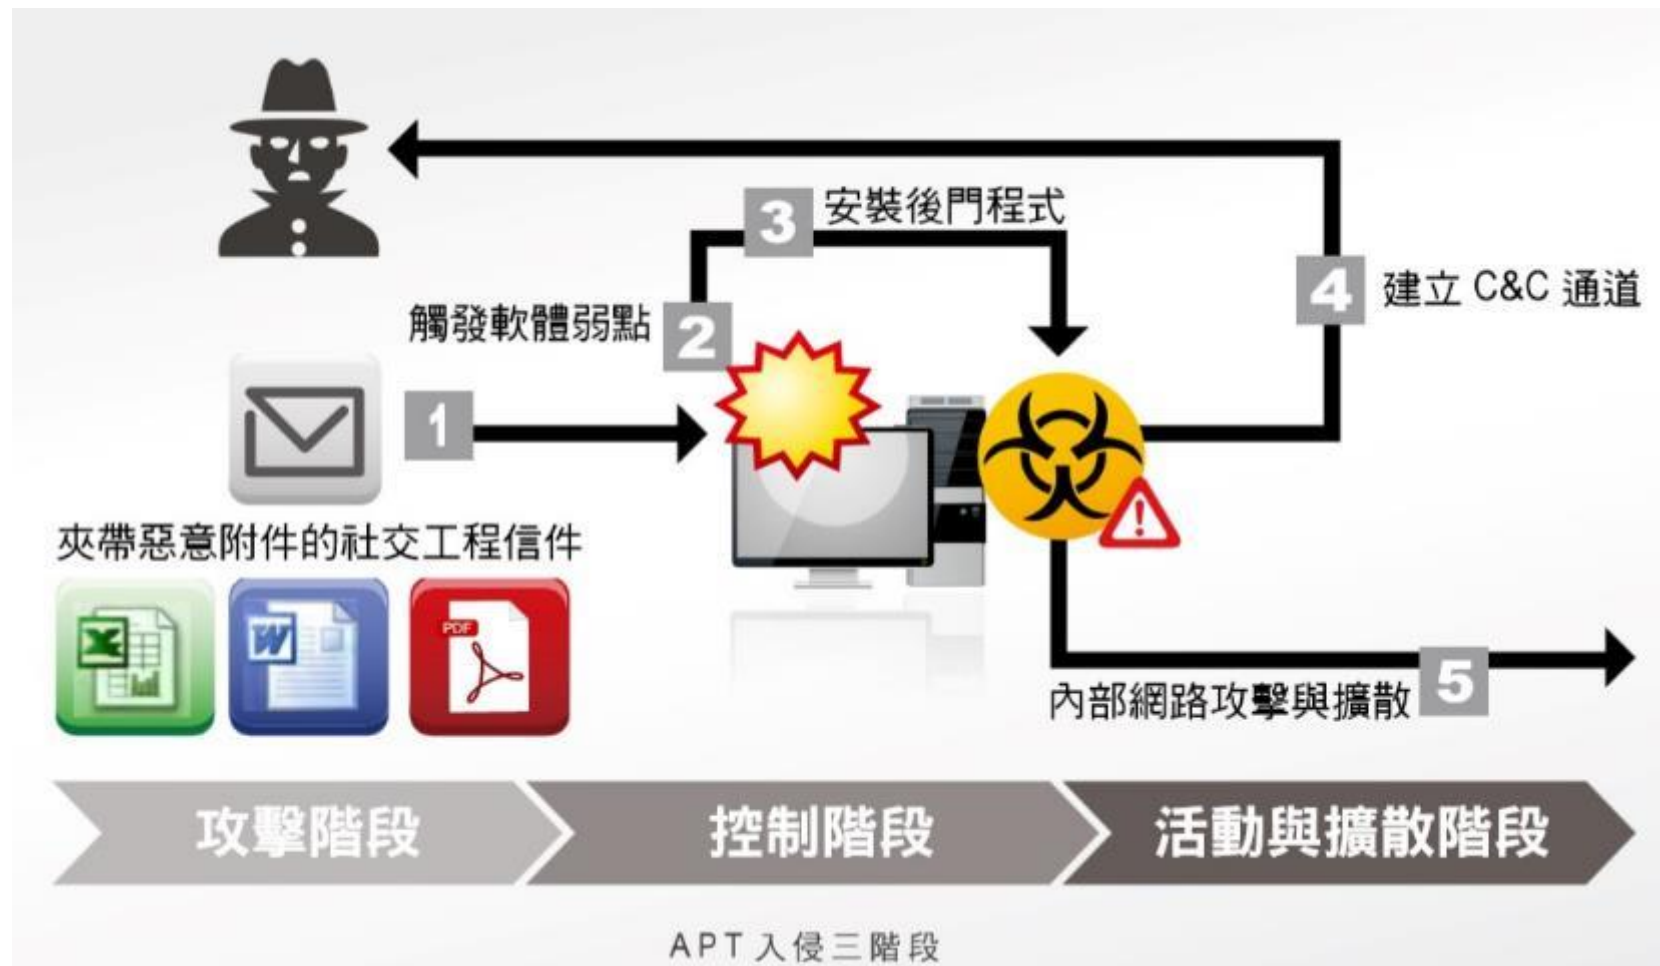 3 安裝後門程式
4 建立 C&C 通道
觸發軟體弱點 2
1
夾帶惡意附件的社交工程信件
X W PDF
內部網路攻擊與擴散 5
攻擊階段 控制階段 活動與擴散階段
APT 入侵三階段